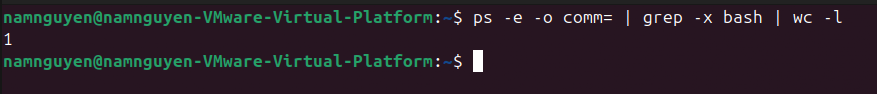 namnguyen@namnguyen-VMware-Virtual-Platform:~$ ps -e -o comm= | grep -x bash | wc -l
1
namnguyen@namnguyen-VMware-Virtual-Platform:~$